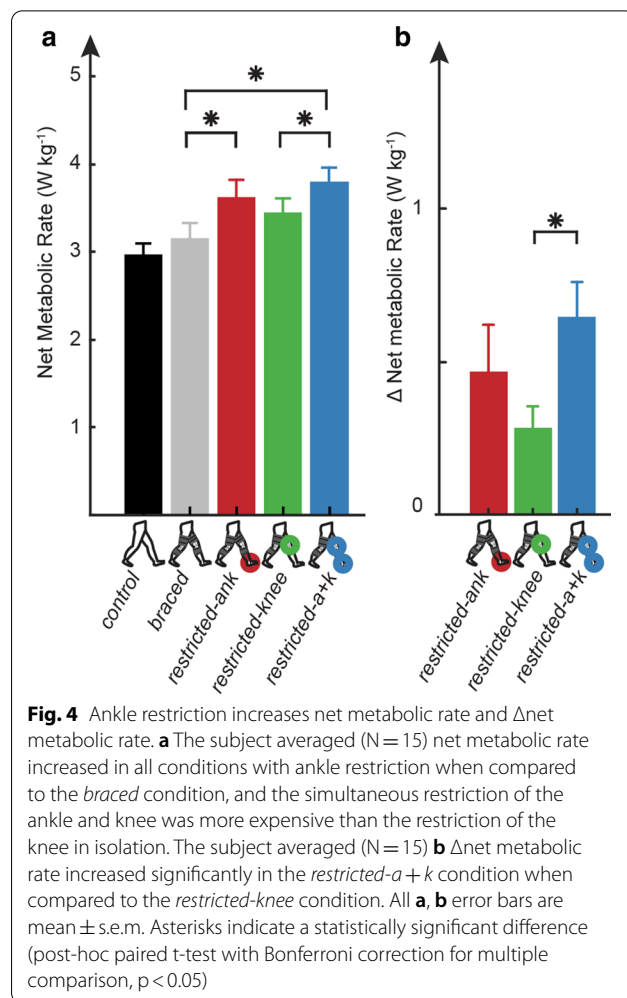 a
b
5
4
3
2
1
Net Metabolic Rate (W kg⁻¹)
*
*
*
control
braced
restricted-ank
restricted-knee
restricted-a+k
Δ Net metabolic Rate (W kg⁻¹)
1
0
*
restricted-ank
restricted-knee
restricted-a+k
Fig. 4 Ankle restriction increases net metabolic rate and Δnet
metabolic rate. a The subject averaged (N = 15) net metabolic rate
increased in all conditions with ankle restriction when compared
to the braced condition, and the simultaneous restriction of the
ankle and knee was more expensive than the restriction of the
knee in isolation. The subject averaged (N = 15) b Δnet metabolic
rate increased significantly in the restricted-a + k condition when
compared to the restricted-knee condition. All a, b error bars are
mean ± s.e.m. Asterisks indicate a statistically significant difference
(post-hoc paired t-test with Bonferroni correction for multiple
comparison, p < 0.05)